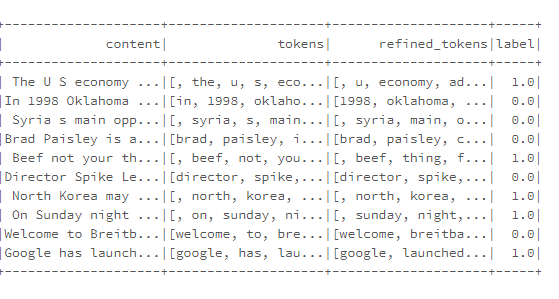 +--------------------+--------------------+--------------------+-----+
|             content|              tokens|      refined_tokens|label|
+--------------------+--------------------+--------------------+-----+
| The U S economy ...|[, the, u, s, eco...|[, u, economy, ad...|  1.0|
|In 1998 Oklahoma ...|[in, 1998, oklaho...|[1998, oklahoma, ...|  0.0|
| Syria s main opp...|[, syria, s, main...|[, syria, main, o...|  0.0|
|Brad Paisley is a...|[brad, paisley, i...|[brad, paisley, c...|  0.0|
| Beef not your th...|[, beef, not, you...|[, beef, thing, f...|  1.0|
|Director Spike Le...|[director, spike,...|[director, spike,...|  0.0|
| North Korea may ...|[, north, korea, ...|[, north, korea, ...|  1.0|
| On Sunday night ...|[, on, sunday, ni...|[, sunday, night,...|  1.0|
|Welcome to Breitb...|[welcome, to, bre...|[welcome, breitba...|  0.0|
|Google has launch...|[google, has, lau...|[google, launched...|  1.0|
+--------------------+--------------------+--------------------+-----+